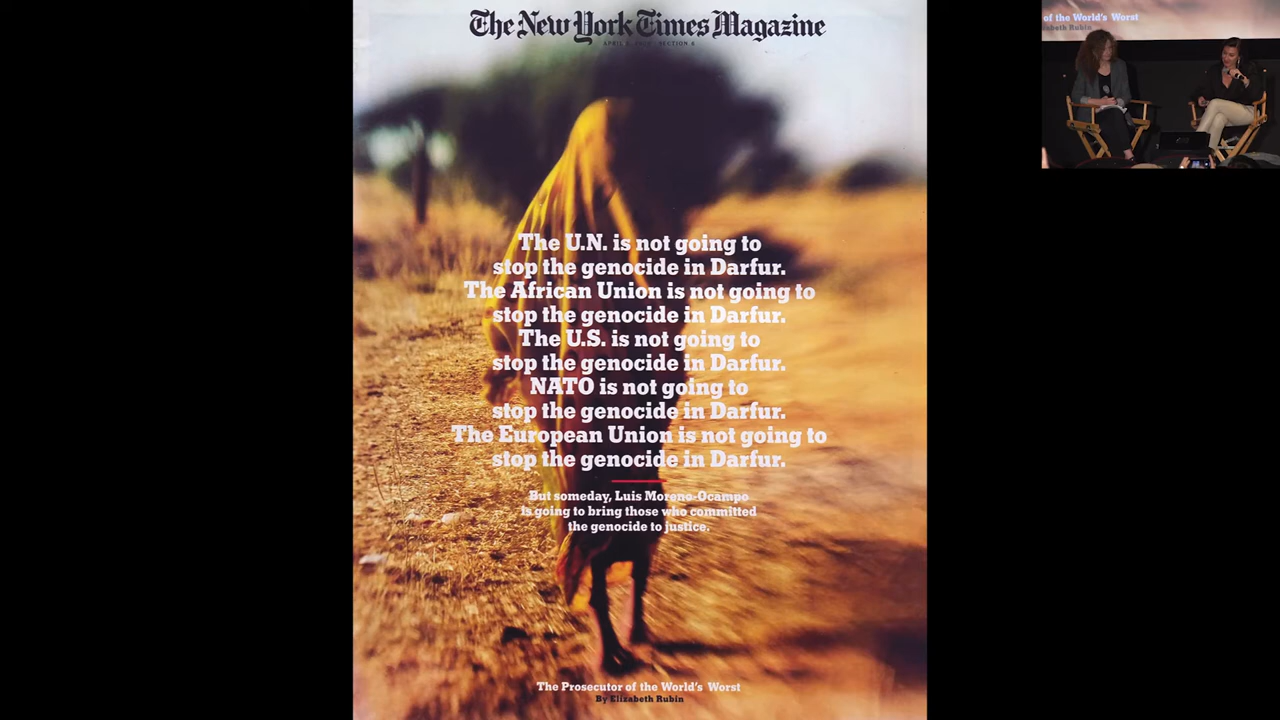 The New York Times Magazine
SECTION 6
The U.N. is not going to
stop the genocide in Darfur.
The African Union is not going to
stop the genocide in Darfur.
The U.S. is not going to
stop the genocide in Darfur.
NATO is not going to
stop the genocide in Darfur.
The European Union is not going to
stop the genocide in Darfur.
But someday, Luis Moreno-Ocampo
is going to bring those who committed
the genocide to justice.
The Prosecutor of the World's Worst
By Elizabeth Rubin
of the World's Worst
abeth Rubin